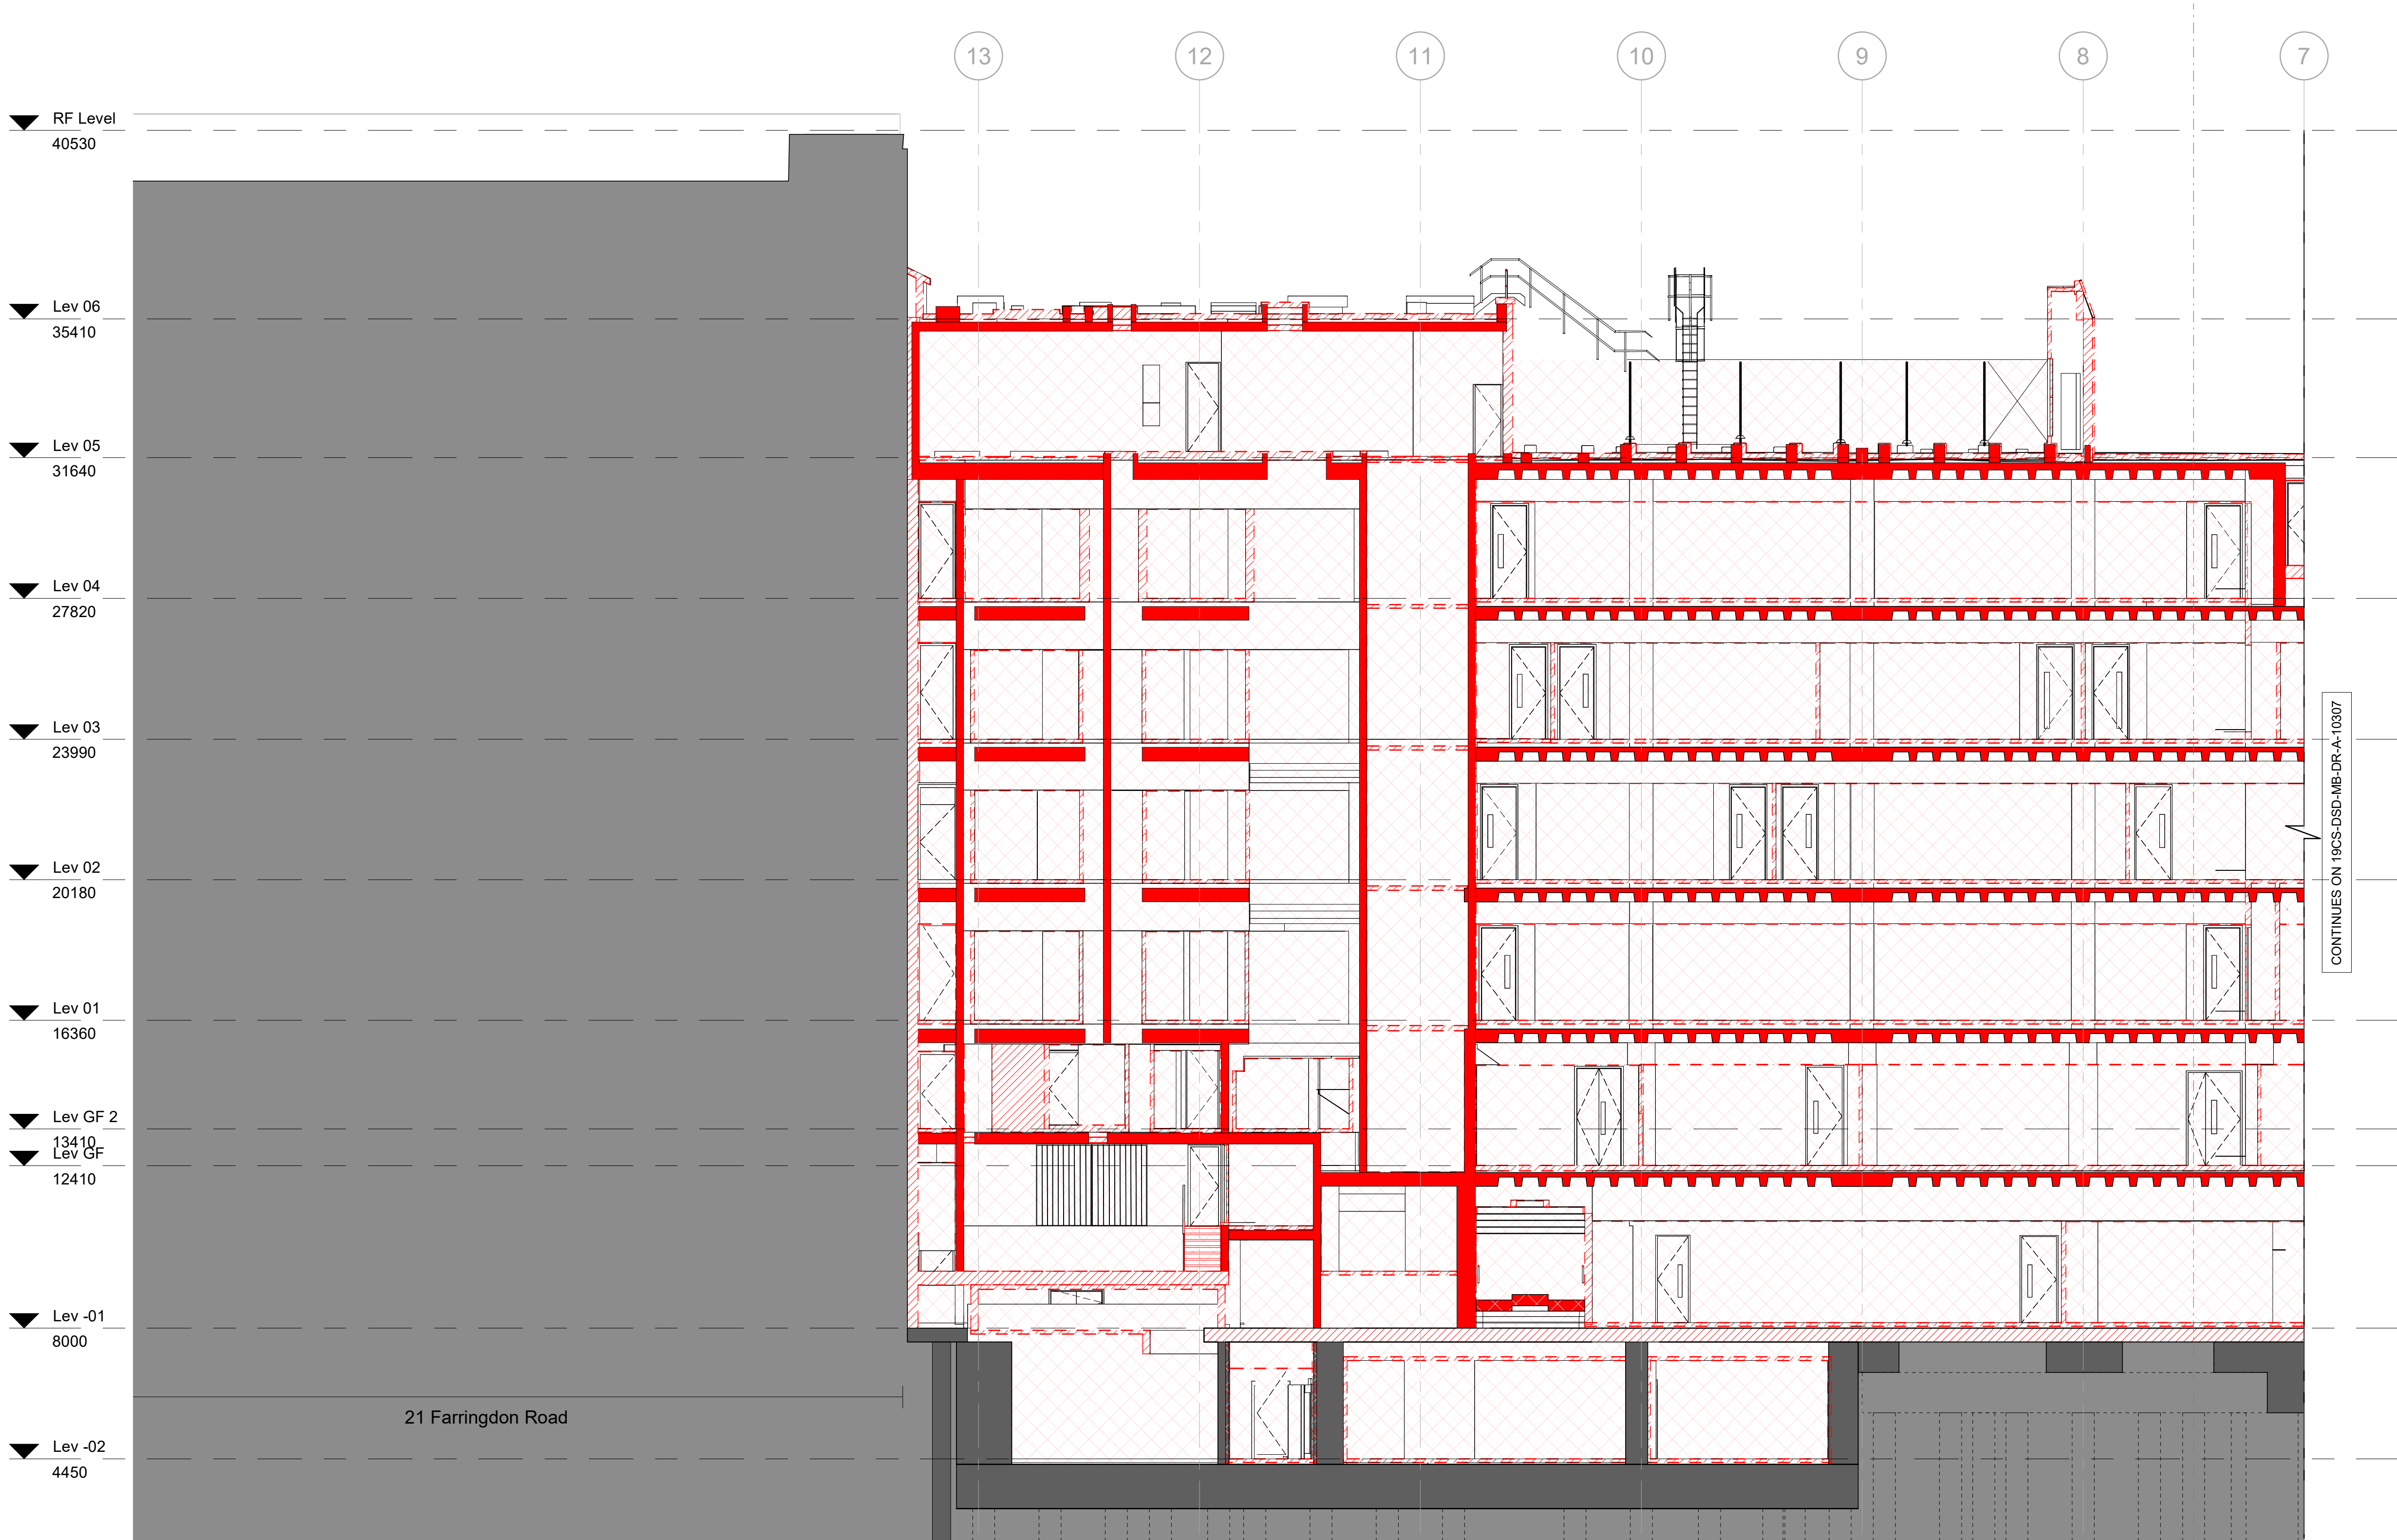 13 12 11 10 9 8 7
RF Level
40530
Lev 06
35410
Lev 05
31640
Lev 04
27820
Lev 03
23990
Lev 02
20180
Lev 01
16360
Lev GF 2
13410
Lev GF
12410
Lev -01
8000
Lev -02
4450
21 Farringdon Road
CONTINUES ON 19CS-DSD-MB-DR-A-10307